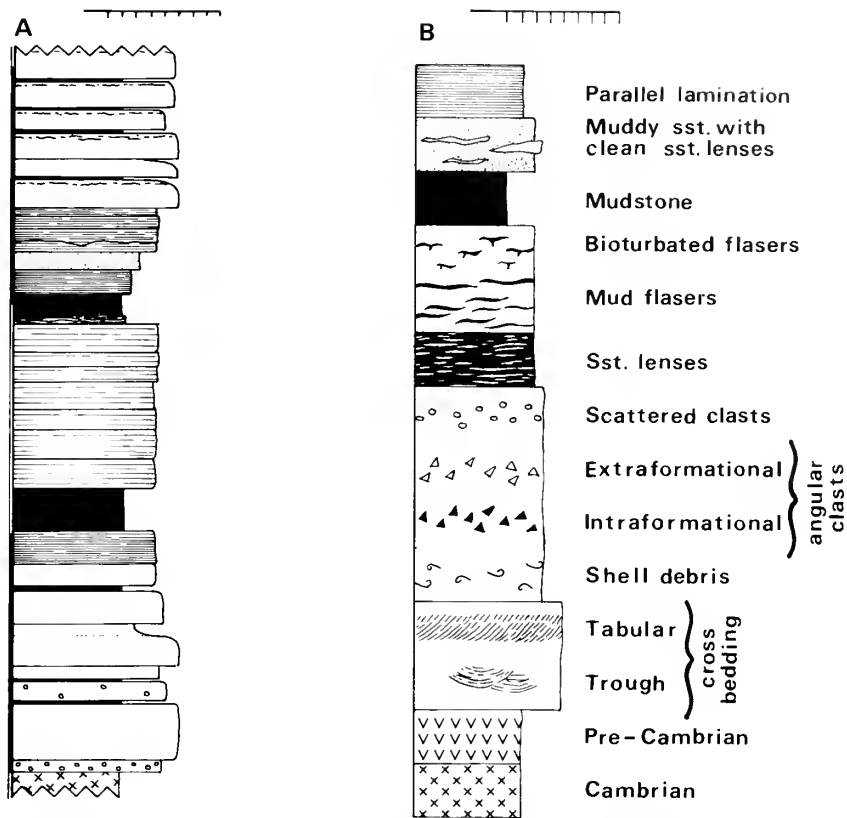 A
B
Parallel lamination
Muddy sst. with
clean sst. lenses
Mudstone
Bioturbated flasers
Mud flasers
Sst. lenses
Scattered clasts
Extraformational
Intraformational
angular
clasts
Shell debris
Tabular
Trough
cross
bedding
Pre-Cambrian
Cambrian